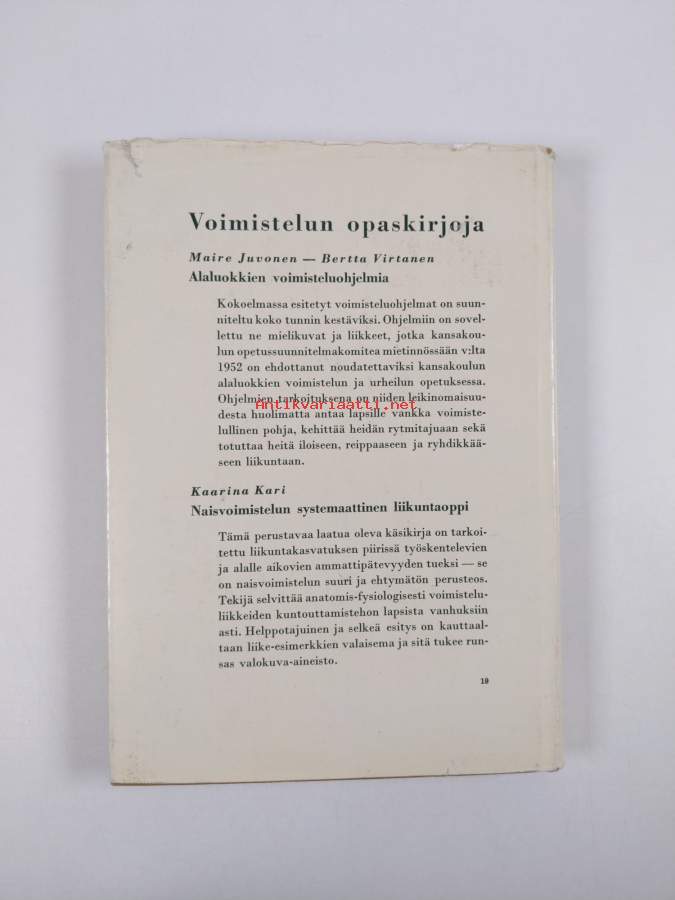 Voimistelun opaskirjoja
Maire Juvonen — Bertta Virtanen
Alaluokkien voimisteluohjelmia
Kokoelmassa esitetyt voimisteluohjelmat on suun-
niteltu koko tunnin kestäviksi. Ohjelmiin on sovel-
lettu ne mielikuvat ja liikkeet, jotka kansakou-
lun opetussuunnitelmakomitea mietinnössään v:lta
1952 on ehdottanut noudatettaviksi kansakoulun
alaluokkien voimistelun ja urheilun opetuksessa.
Ohjelmien tarkoituksena on niiden leikinomaisuu-
Antikvariaatti.net
desta huolimatta antaa lapsille vankka voimiste-
lullinen pohja, kehittää heidän rytmitajuaan sekä
totuttaa heitä iloiseen, reippaaseen ja ryhdikkää-
seen liikuntaan.
Kaarina Kari
Naisvoimistelun systemaattinen liikuntaoppi
Tämä perustavaa laatua oleva käsikirja on tarkoi-
tettu liikuntakasvatuksen piirissä työskentelevien
ja alalle aikovien ammattipätevyyden tueksi — se
on naisvoimistelun suuri ja ehtymätön perusteos.
Tekijä selvittää anatomis-fysiologisesti voimistelu-
liikkeiden kuntouttamistehon lapsista vanhuksiin
asti. Helppotajuinen ja selkeä esitys on kauttaal-
taan liike-esimerkkien valaisema ja sitä tukee run-
sas valokuva-aineisto.
10